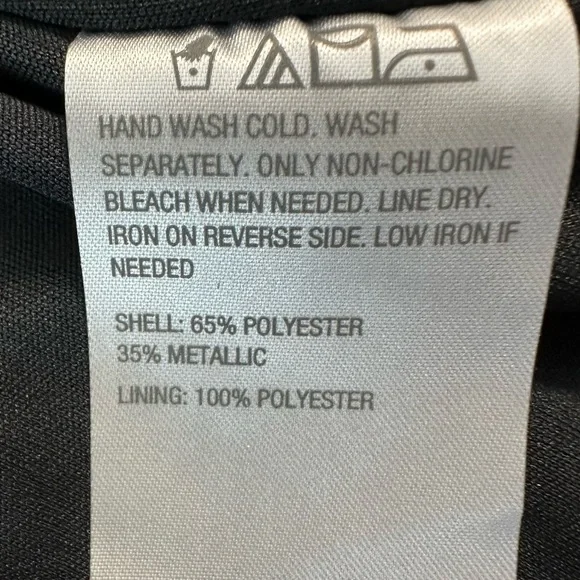 HAND WASH COLD. WASH
SEPARATELY. ONLY NON-CHLORINE
BLEACH WHEN NEEDED. LINE DRY.
IRON ON REVERSE SIDE. LOW IRON IF
NEEDED
SHELL: 65% POLYESTER
35% METALLIC
LINING: 100% POLYESTER